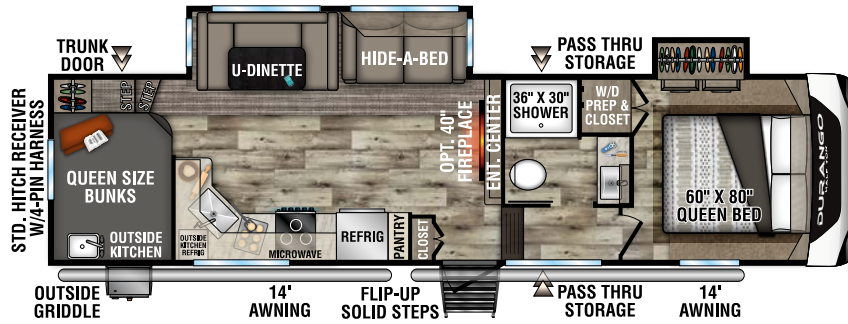 TRUNK
DOOR
U-DINETTE
HIDE-A-BED
PASS THRU
STORAGE
STD. HITCH RECEIVER
W/4-PIN HARNESS
STEP
STEP
QUEEN SIZE
BUNKS
OUTSIDE
KITCHEN
OPT. 40"
FIREPLACE
ENT. CENTER
36" X 30"
SHOWER
W/D
PREP &
CLOSET
60" X 80"
QUEEN BED
DURANGO
HALF-TON
OUTSIDE
KITCHEN
REFRIG
MICROWAVE
REFRIG
PANTRY
CLOSET
OUTSIDE
GRIDDLE
14'
AWNING
FLIP-UP
SOLID STEPS
PASS THRU
STORAGE
14'
AWNING